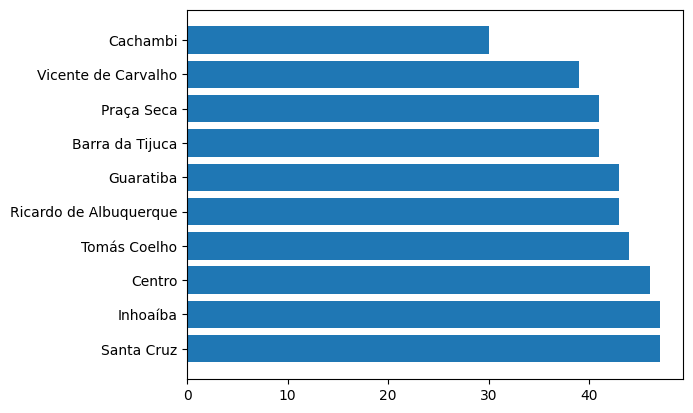 Cachambi
Vicente de Carvalho
Praça Seca
Barra da Tijuca
Guaratiba
Ricardo de Albuquerque
Tomás Coelho
Centro
Inhoaíba
Santa Cruz
0 10 20 30 40